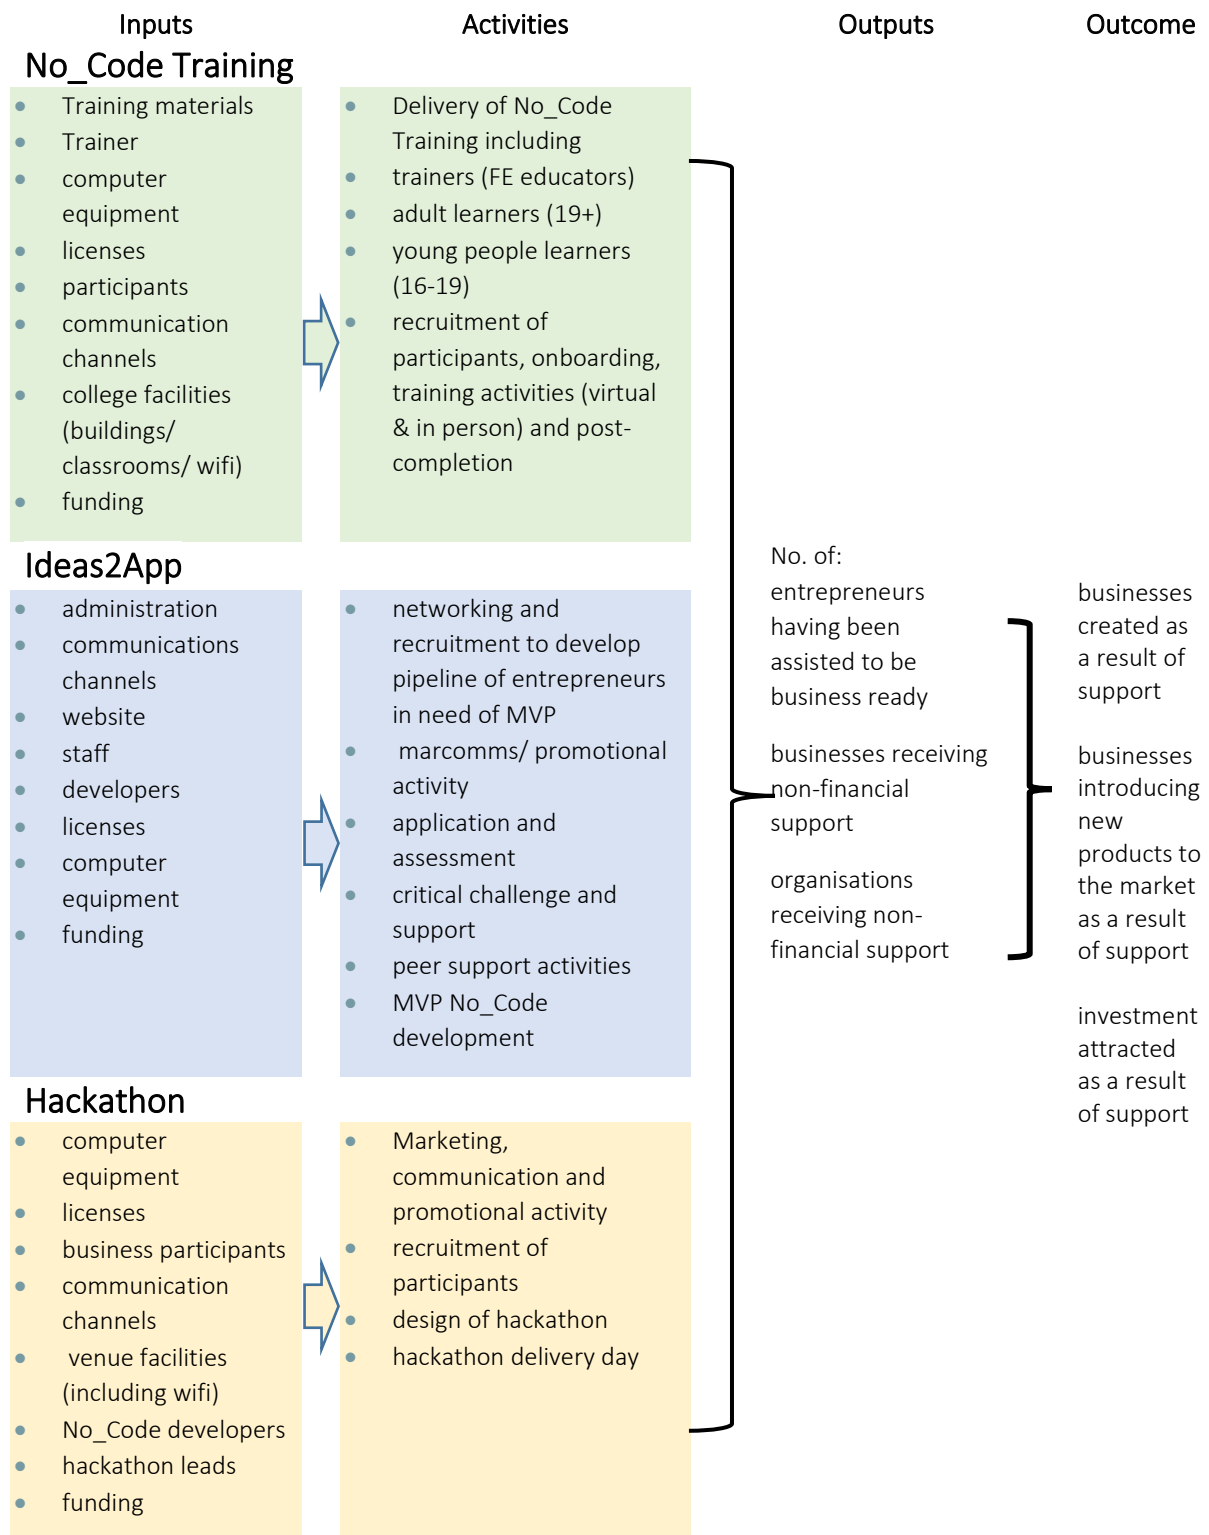 Inputs
Activities
Outputs
Outcome
No_Code Training
• Training materials
• Trainer
• computer
equipment
• licenses
• participants
• communication
channels
• college facilities
(buildings/
classrooms/ wifi)
• funding
• Delivery of No_Code
Training including
• trainers (FE educators)
• adult learners (19+)
• young people learners
(16-19)
• recruitment of
participants, onboarding,
training activities (virtual
& in person) and post-
completion
Ideas2App
• administration
• communications
channels
• website
• staff
• developers
• licenses
• computer
equipment
• funding
• networking and
recruitment to develop
pipeline of entrepreneurs
in need of MVP
• marcomms/ promotional
activity
• application and
assessment
• critical challenge and
support
• peer support activities
• MVP No_Code
development
Hackathon
• computer
equipment
• licenses
• business participants
• communication
channels
• venue facilities
(including wifi)
• No_Code developers
• hackathon leads
• funding
• Marketing,
communication and
promotional activity
• recruitment of
participants
• design of hackathon
• hackathon delivery day
No. of:
entrepreneurs
having been
assisted to be
business ready
businesses receiving
non-financial
support
organisations
receiving non-
financial support
businesses
created as
a result of
support
businesses
introducing
new
products to
the market
as a result
of support
investment
attracted
as a result
of support